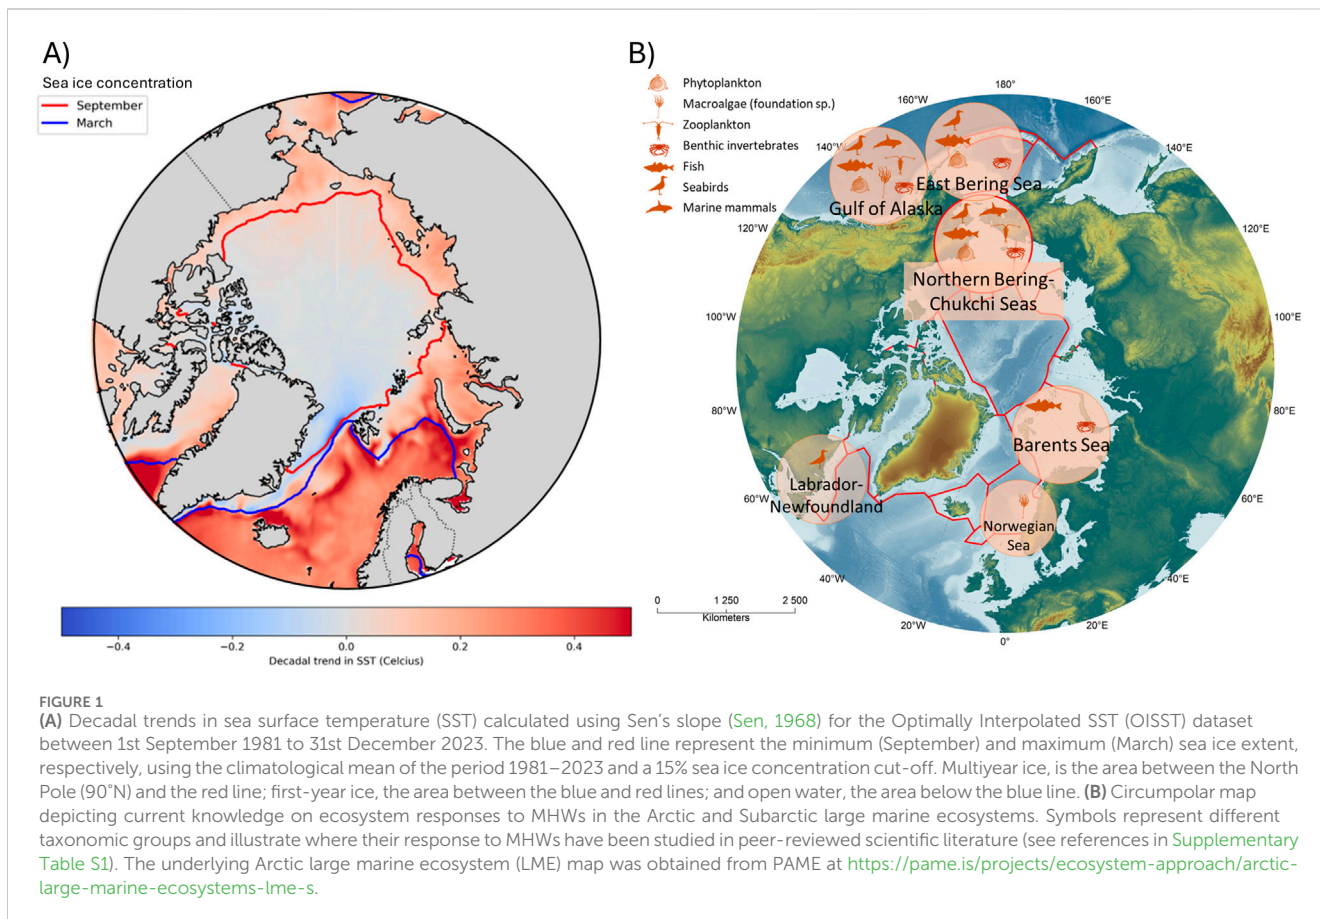 A)
Sea ice concentration
September
March
−0.4
−0.2
0.0
0.2
0.4
Decadal trend in SST (Celcius)
B)
Phytoplankton
Macroalgae (foundation sp.)
Zooplankton
Benthic invertebrates
Fish
Seabirds
Marine mammals
180°
160°W
160°E
140°W
140°E
120°W
120°E
100°W
100°E
80°W
80°E
60°W
60°E
40°W
40°E
20°W
20°E
0°
East Bering Sea
Gulf of Alaska
Northern Bering-
Chukchi Seas
Barents Sea
Labrador-
Newfoundland
Norwegian
Sea
0
1 250
2 500
Kilometers
FIGURE 1
(A) Decadal trends in sea surface temperature (SST) calculated using Sen's slope (Sen, 1968) for the Optimally Interpolated SST (OISST) dataset
between 1st September 1981 to 31st December 2023. The blue and red line represent the minimum (September) and maximum (March) sea ice extent,
respectively, using the climatological mean of the period 1981–2023 and a 15% sea ice concentration cut-off. Multiyear ice, is the area between the North
Pole (90°N) and the red line; first-year ice, the area between the blue and red lines; and open water, the area below the blue line. (B) Circumpolar map
depicting current knowledge on ecosystem responses to MHWs in the Arctic and Subarctic large marine ecosystems. Symbols represent different
taxonomic groups and illustrate where their response to MHWs have been studied in peer-reviewed scientific literature (see references in Supplementary
Table S1). The underlying Arctic large marine ecosystem (LME) map was obtained from PAME at https://pame.is/projects/ecosystem-approach/arctic-
large-marine-ecosystems-lme-s.